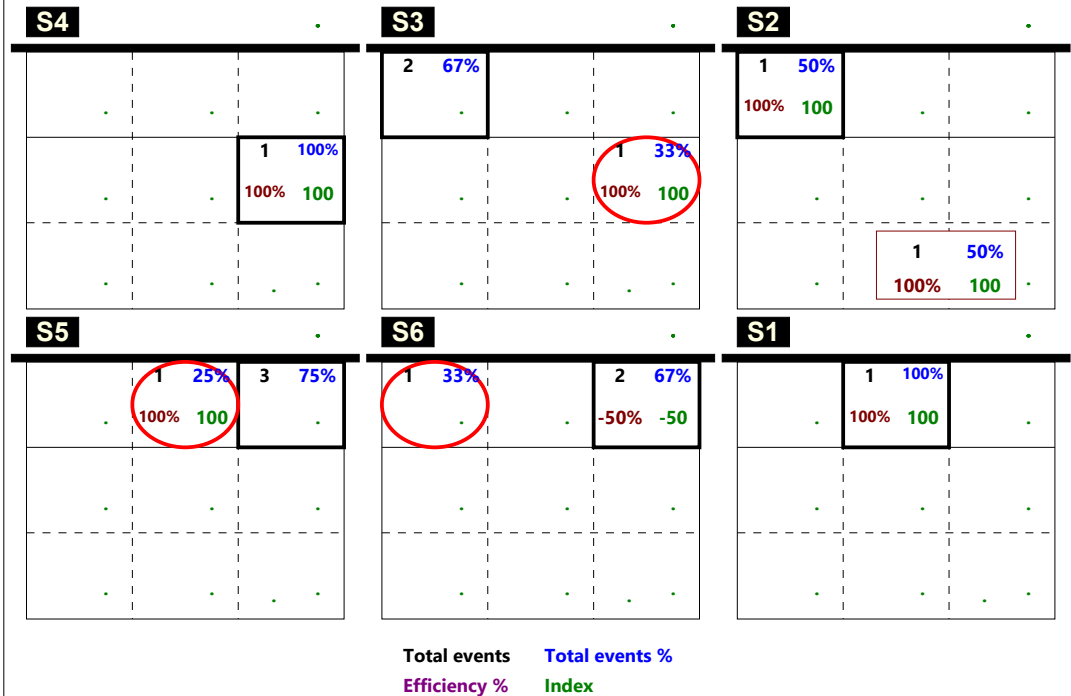 S4 S3 S2
2 67% 1 50%
100% 100
1 100% 1 33%
100% 100 100% 100
1 50%
100% 100
S5 S6 S1
1 25% 3 75% 1 33% 2 67% 1 100%
100% 100 -50% -50 100% 100
Total events Total events %
Efficiency % Index